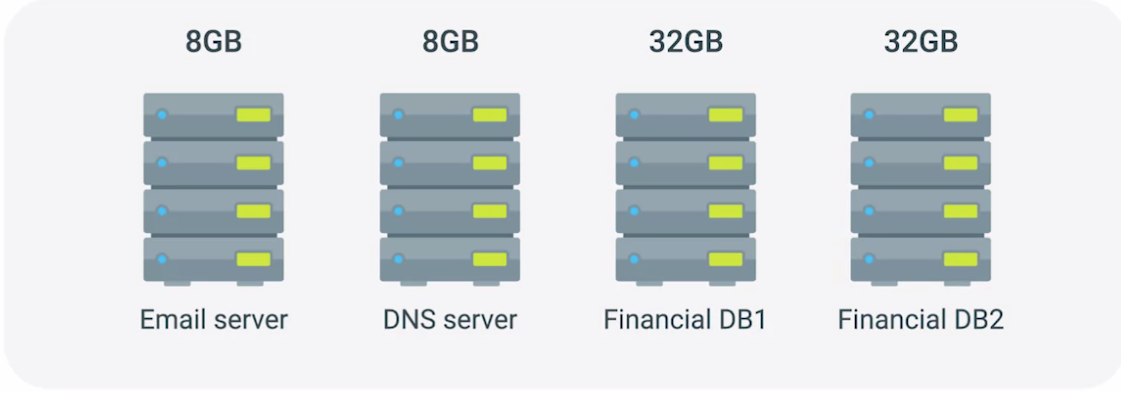 8GB
8GB
32GB
32GB
Email server
DNS server
Financial DB1
Financial DB2